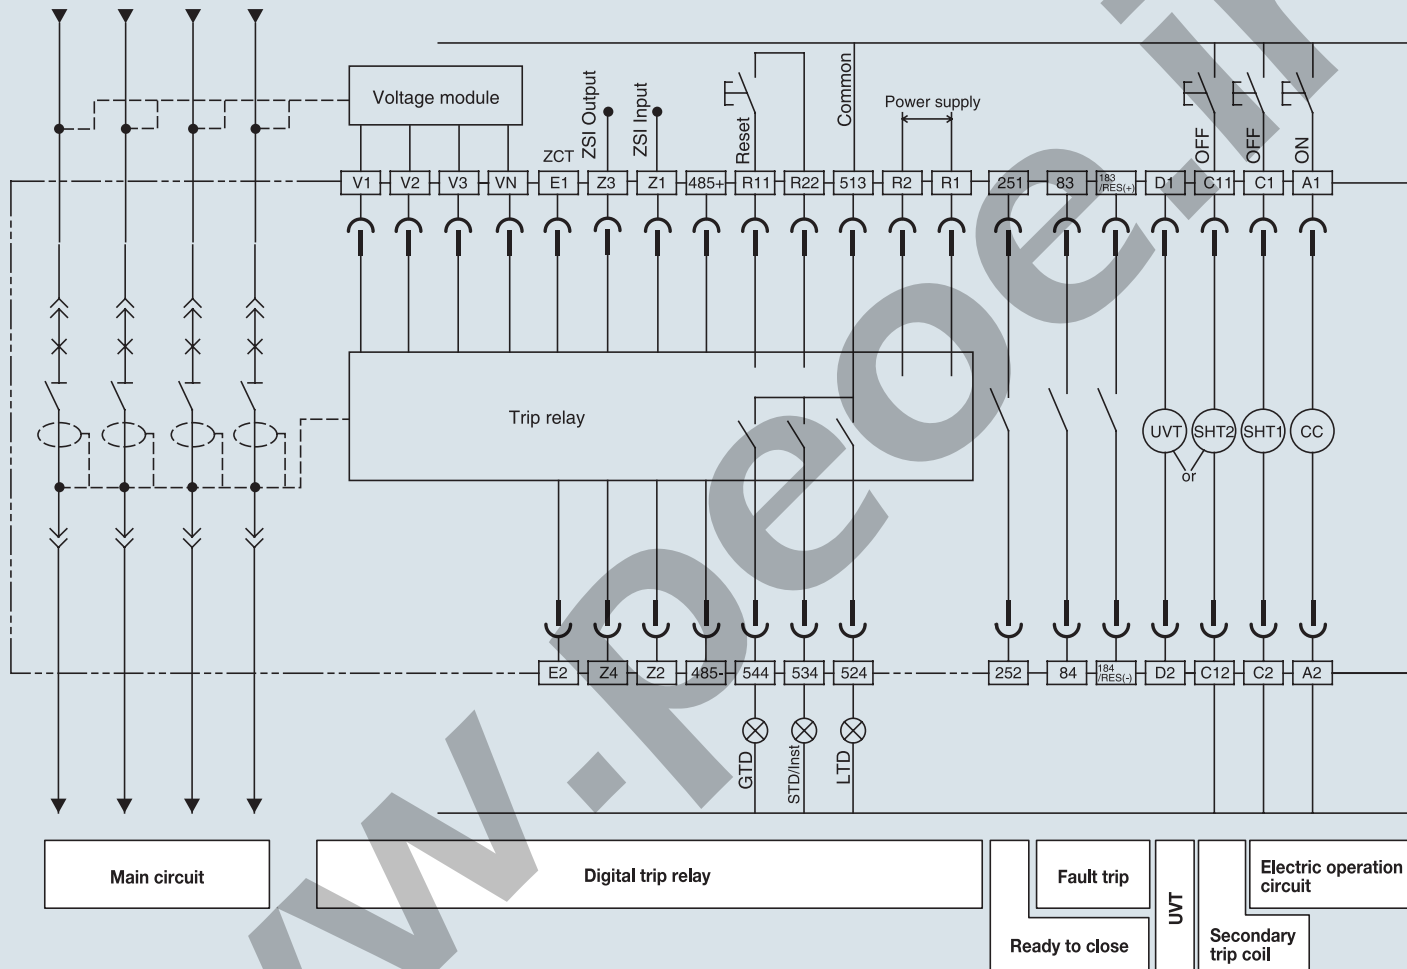 Voltage module
ZCT
ZSI Output
ZSI Input
Reset
Common
Power supply
OFF
OFF
ON
V1 V2 V3 VN E1 Z3 Z1 485+ R11 R22 513 R2 R1 251 83 183/RES(+) D1 C11 C1 A1
Trip relay
UVT SHT2 SHT1 CC
or
E2 Z4 Z2 485- 544 534 524 252 84 184/RES(-) D2 C12 C2 A2
GTD
STD/Inst
LTD
Main circuit
Digital trip relay
Ready to close
Fault trip
UVT
Secondary
trip coil
Electric operation
circuit
w.peoe.ir